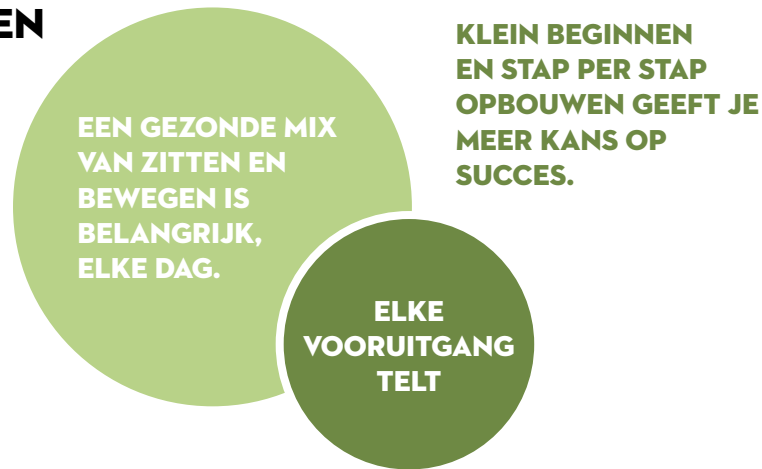 EN
KLEIN BEGINNEN
EN STAP PER STAP
OPBOUWEN GEEFT JE
MEER KANS OP
SUCCES.
EEN GEZONDE MIX
VAN ZITTEN EN
BEWEGEN IS
BELANGRIJK,
ELKE DAG.
ELKE
VOORUITGANG
TELT